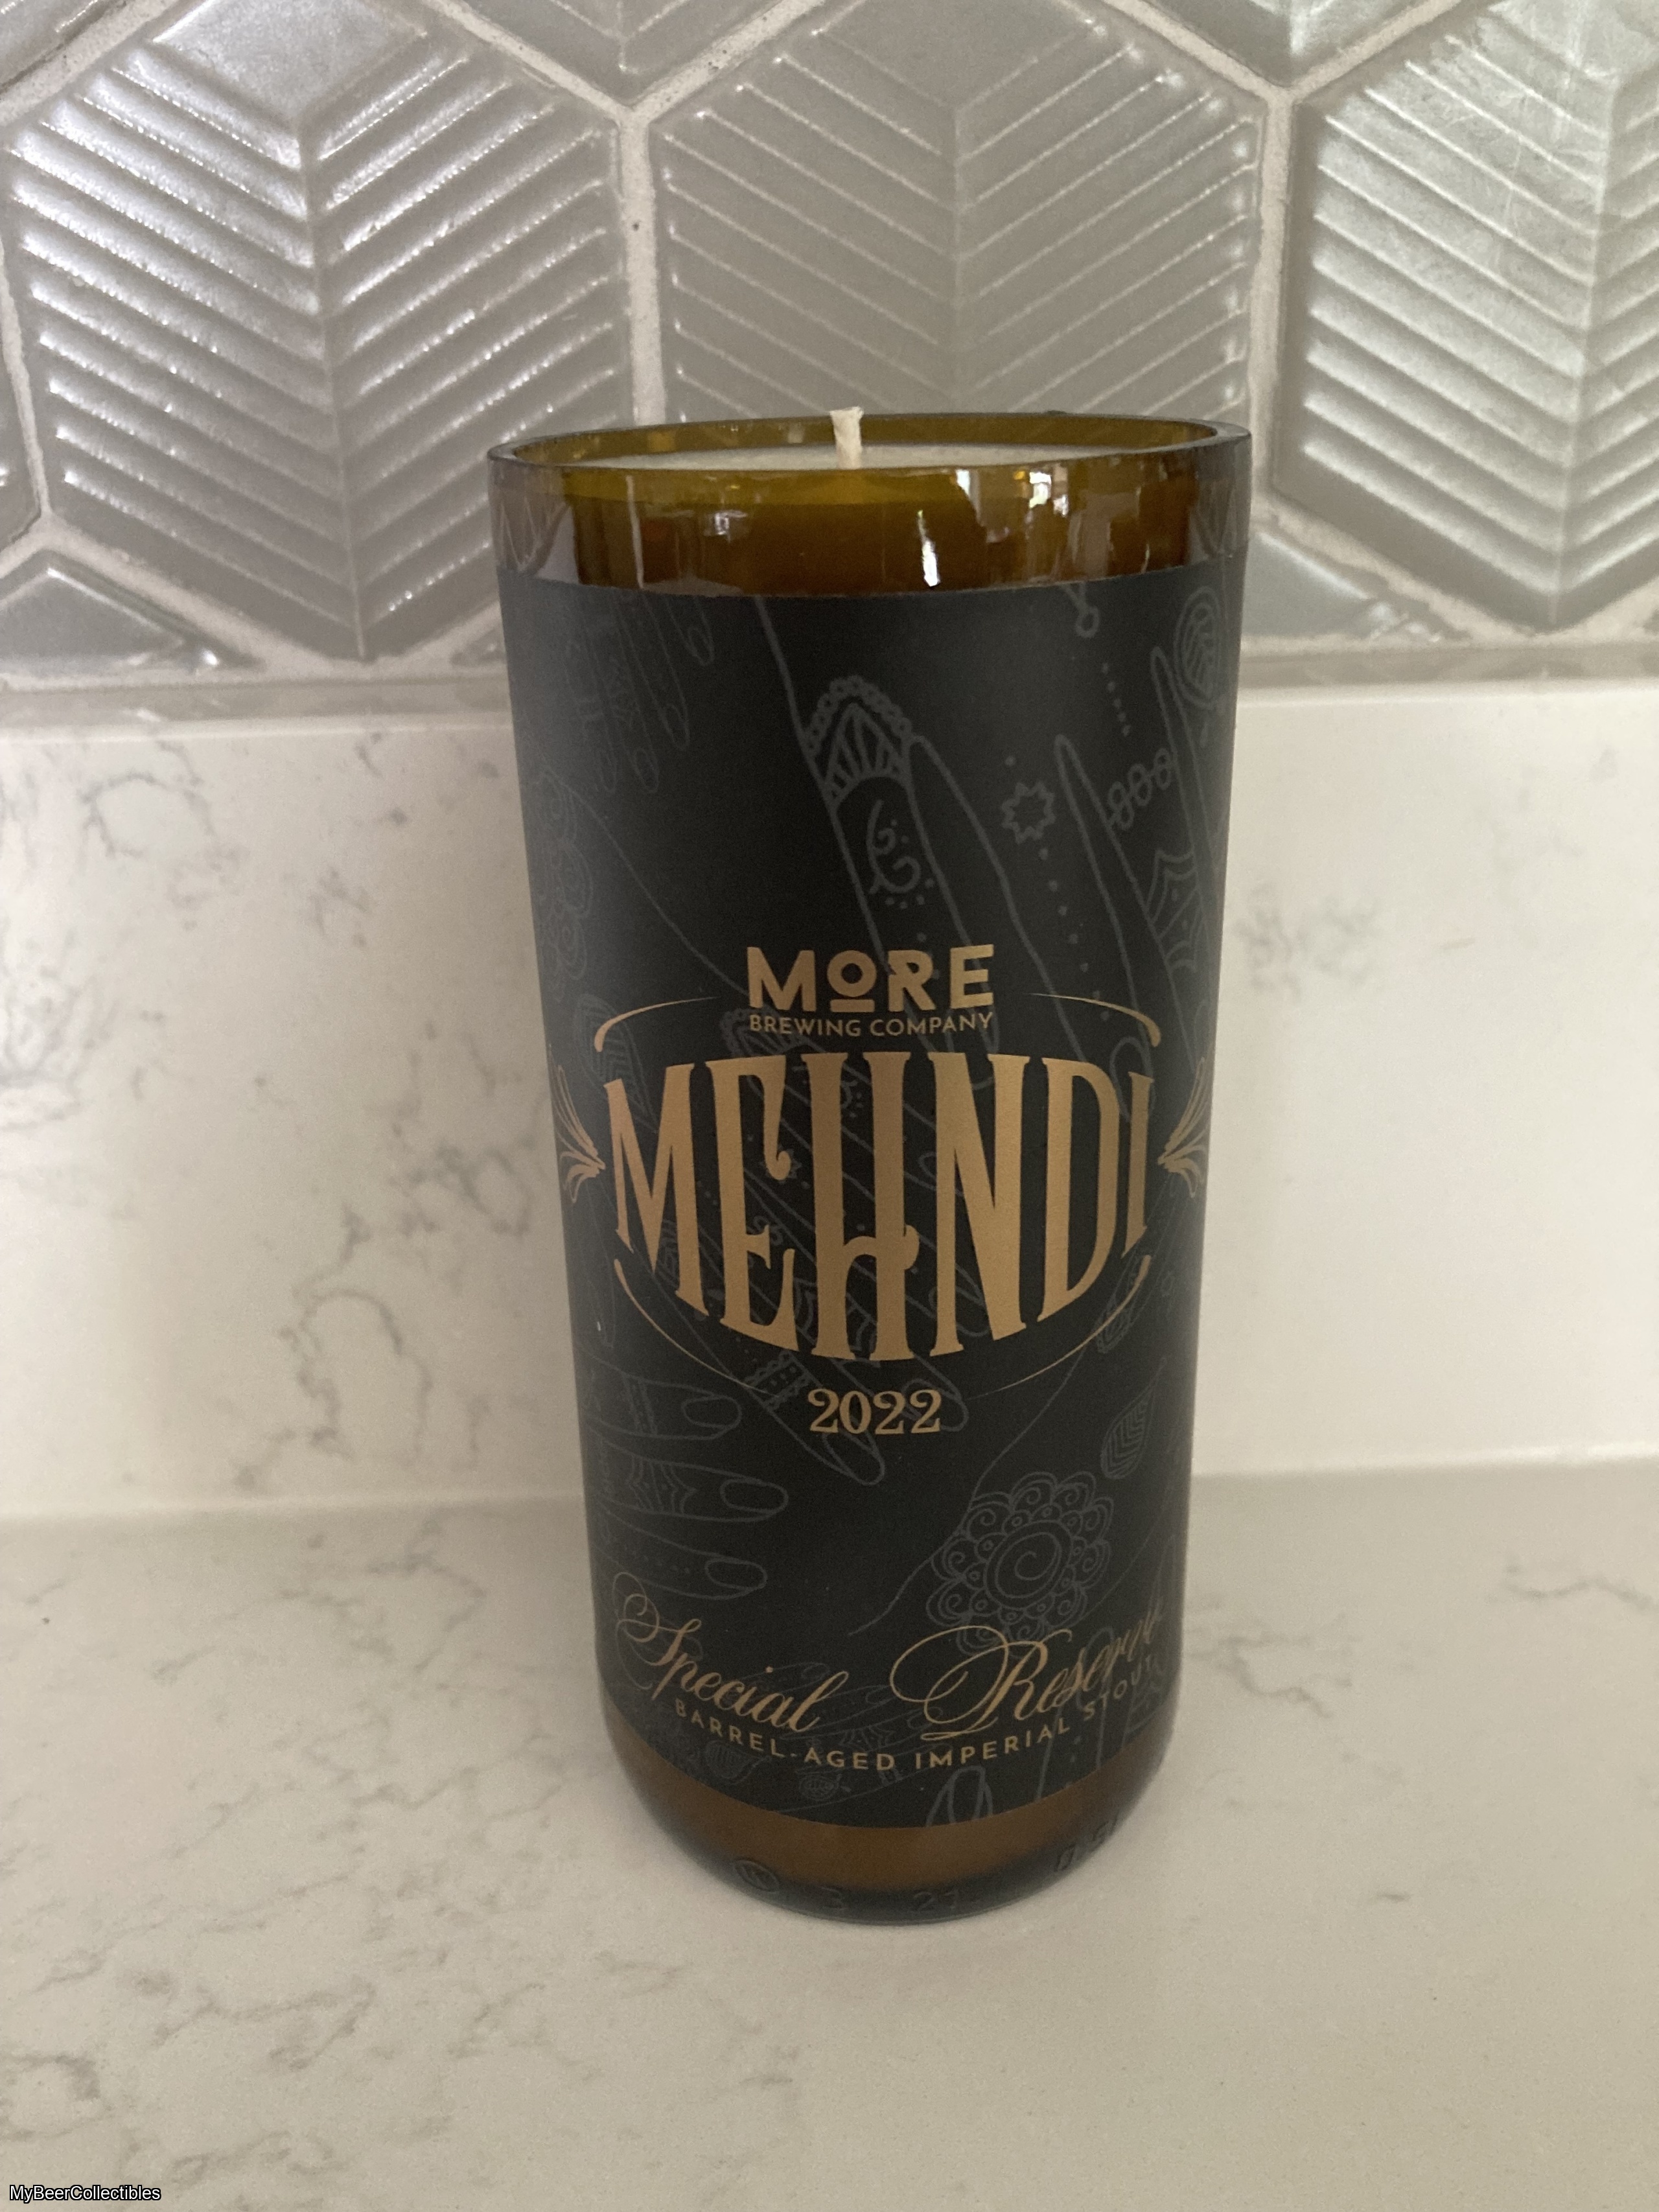 MORE
BREWING COMPANY
MEHNDI
2022
Special Reserve
BARREL-AGED IMPERIAL STOUT
MyBeerCollectibles